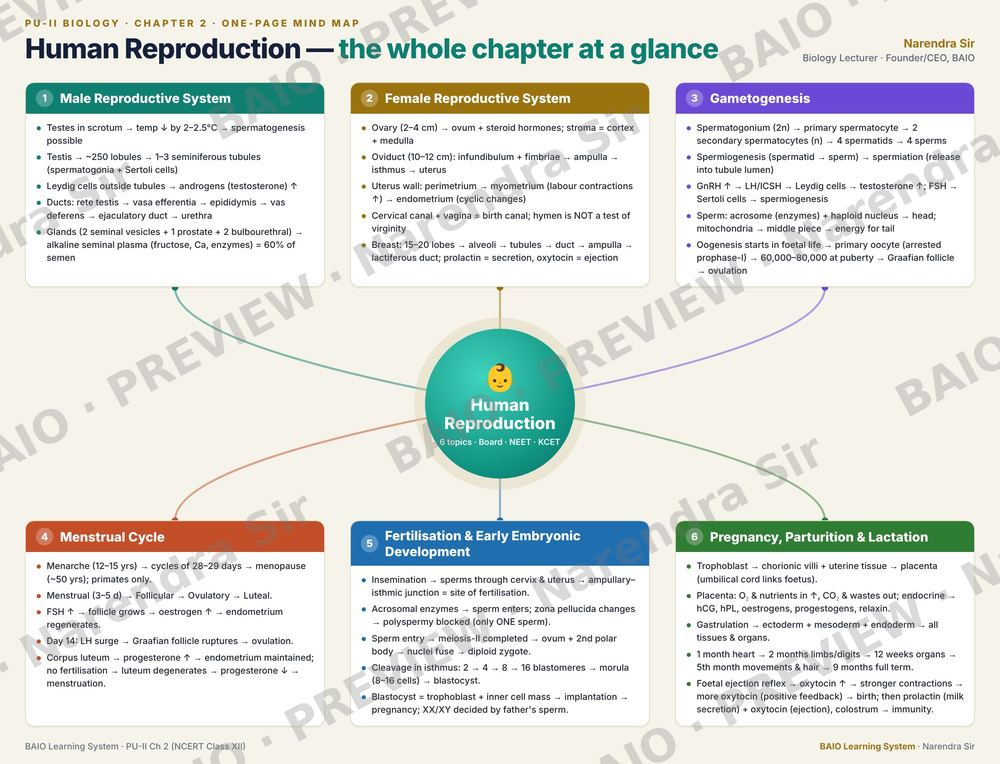 PU-II BIOLOGY · CHAPTER 2 · ONE-PAGE MIND MAP
Human Reproduction — the whole chapter at a glance
Narendra Sir
Biology Lecturer · Founder/CEO, BAIO
1 Male Reproductive System
• Testes in scrotum → temp ↓ by 2–2.5°C → spermatogenesis
possible
• Testis → ~250 lobules → 1–3 seminiferous tubules
(spermatogonia + Sertoli cells)
• Leydig cells outside tubules → androgens (testosterone) ↑
• Ducts: rete testis → vasa efferentia → epididymis → vas
deferens → ejaculatory duct → urethra
• Glands (2 seminal vesicles + 1 prostate + 2 bulbourethral) →
alkaline seminal plasma (fructose, Ca, enzymes) = 60% of
semen
2 Female Reproductive System
• Ovary (2–4 cm) → ovum + steroid hormones; stroma = cortex
+ medulla
• Oviduct (10–12 cm): infundibulum + fimbriae → ampulla →
isthmus → uterus
• Uterus wall: perimetrium → myometrium (labour contractions
↑) → endometrium (cyclic changes)
• Cervical canal + vagina = birth canal; hymen is NOT a test of
virginity
• Breast: 15–20 lobes → alveoli → tubules → duct → ampulla →
lactiferous duct; prolactin = secretion, oxytocin = ejection
3 Gametogenesis
• Spermatogonium (2n) → primary spermatocyte → 2
secondary spermatocytes (n) → 4 spermatids → 4 sperms
• Spermiogenesis (spermatid → sperm) → spermiation (release
into tubule lumen)
• GnRH ↑ → LH/ICSH → Leydig cells → testosterone ↑; FSH →
Sertoli cells → spermiogenesis
• Sperm: acrosome (enzymes) + haploid nucleus → head;
mitochondria → middle piece → energy for tail
• Oogenesis starts in foetal life → primary oocyte (arrested
prophase-I) → 60,000–80,000 at puberty → Graafian follicle
→ ovulation
👶
Human
Reproduction
6 topics · Board · NEET · KCET
4 Menstrual Cycle
• Menarche (12–15 yrs) → cycles of 28–29 days → menopause
(~50 yrs); primates only.
• Menstrual (3–5 d) → Follicular → Ovulatory → Luteal.
• FSH ↑ → follicle grows → oestrogen ↑ → endometrium
regenerates.
• Day 14: LH surge → Graafian follicle ruptures → ovulation.
• Corpus luteum → progesterone ↑ → endometrium maintained;
no fertilisation → luteum degenerates → progesterone ↓ →
menstruation.
5 Fertilisation & Early Embryonic
Development
• Insemination → sperms through cervix & uterus → ampullary–
isthmic junction = site of fertilisation.
• Acrosomal enzymes → sperm enters; zona pellucida changes
→ polyspermy blocked (only ONE sperm).
• Sperm entry → meiosis-II completed → ovum + 2nd polar
body → nuclei fuse → diploid zygote.
• Cleavage in isthmus: 2 → 4 → 8 → 16 blastomeres → morula
(8–16 cells) → blastocyst.
• Blastocyst = trophoblast + inner cell mass → implantation →
pregnancy; XX/XY decided by father's sperm.
6 Pregnancy, Parturition & Lactation
• Trophoblast → chorionic villi + uterine tissue → placenta
(umbilical cord links foetus).
• Placenta: O₂ & nutrients in ↑, CO₂ & wastes out; endocrine →
hCG, hPL, oestrogens, progestogens, relaxin.
• Gastrulation → ectoderm + mesoderm + endoderm → all
tissues & organs.
• 1 month heart → 2 months limbs/digits → 12 weeks organs →
5th month movements & hair → 9 months full term.
• Foetal ejection reflex → oxytocin ↑ → stronger contractions →
more oxytocin (positive feedback) → birth; then prolactin (milk
secretion) + oxytocin (ejection), colostrum → immunity.
BAIO Learning System · PU-II Ch 2 (NCERT Class XII)
BAIO Learning System · Narendra Sir
BAIO · PREVIEW · Narendra Sir